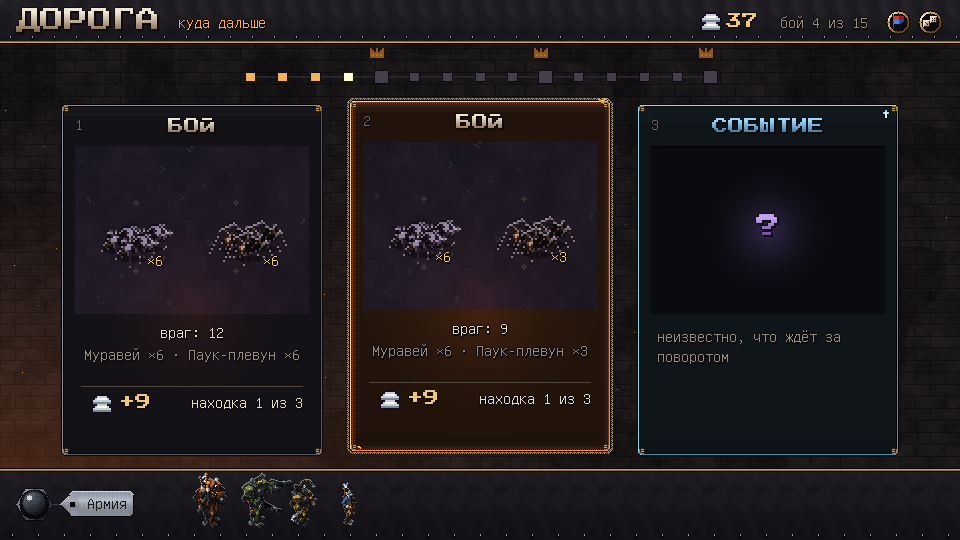 ДОРОГА куда дальше 37 бой 4 из 15
1 БОЙ
×6 ×6
враг: 12
Муравей ×6 · Паук-плевун ×6
+9 находка 1 из 3
2 БОЙ
×6 ×3
враг: 9
Муравей ×6 · Паук-плевун ×3
+9 находка 1 из 3
3 СОБЫТИЕ
?
неизвестно, что ждёт за
поворотом
Армия